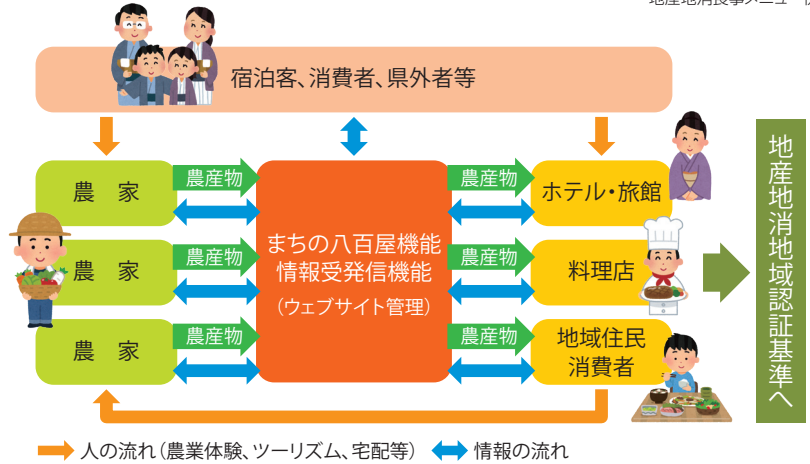 宿泊客、消費者、県外者等
農　家
農産物
まちの八百屋機能
情報受発信機能
（ウェブサイト管理）
農産物
ホテル・旅館
農　家
農産物
農産物
料理店
農　家
農産物
農産物
地域住民
消費者
地産地消地域認証基準へ
人の流れ（農業体験、ツーリズム、宅配等）
情報の流れ